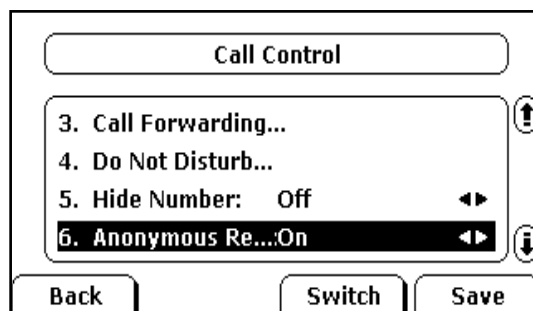 Call Control
3. Call Forwarding...
4. Do Not Disturb...
5. Hide Number: Off
6. Anonymous Re...:On
Back Switch Save